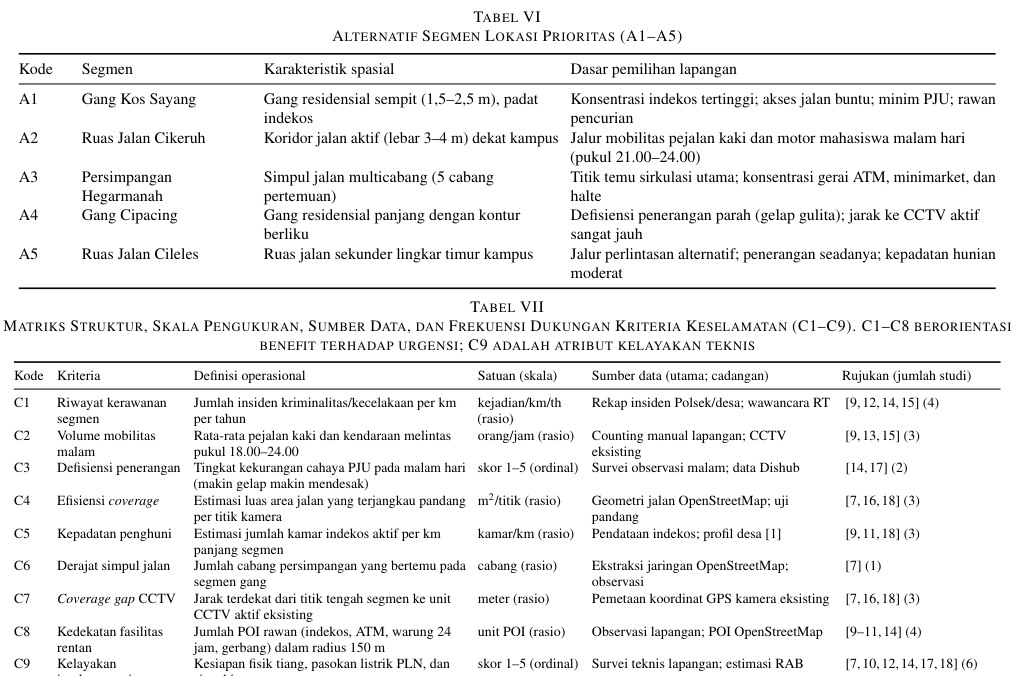 TABEL VI
ALTERNATIF SEGMEN LOKASI PRIORITAS (A1–A5)
Kode Segmen Karakteristik spasial Dasar pemilihan lapangan
A1 Gang Kos Sayang Gang residensial sempit (1,5–2,5 m), padat Konsentrasi indekos tertinggi; akses jalan buntu; minim PJU; rawan
indekos pencurian
A2 Ruas Jalan Cikeruh Koridor jalan aktif (lebar 3–4 m) dekat kampus Jalur mobilitas pejalan kaki dan motor mahasiswa malam hari
(pukul 21.00–24.00)
A3 Persimpangan Simpul jalan multicabang (5 cabang Titik temu sirkulasi utama; konsentrasi gerai ATM, minimarket, dan
Hegarmanah pertemuan) halte
A4 Gang Cipacing Gang residensial panjang dengan kontur Defisiensi penerangan parah (gelap gulita); jarak ke CCTV aktif
berliku sangat jauh
A5 Ruas Jalan Cileles Ruas jalan sekunder lingkar timur kampus Jalur perlintasan alternatif; penerangan seadanya; kepadatan hunian
moderat
TABEL VII
MATRIKS STRUKTUR, SKALA PENGUKURAN, SUMBER DATA, DAN FREKUENSI DUKUNGAN KRITERIA KESELAMATAN (C1–C9). C1–C8 BERORIENTASI
BENEFIT TERHADAP URGENSI; C9 ADALAH ATRIBUT KELAYAKAN TEKNIS
Kode Kriteria Definisi operasional Satuan (skala) Sumber data (utama; cadangan) Rujukan (jumlah studi)
C1 Riwayat kerawanan Jumlah insiden kriminalitas/kecelakaan per km kejadian/km/th Rekap insiden Polsek/desa; wawancara RT [9, 12, 14, 15] (4)
segmen per tahun (rasio)
C2 Volume mobilitas Rata-rata pejalan kaki dan kendaraan melintas orang/jam (rasio) Counting manual lapangan; CCTV [9, 13, 15] (3)
malam pukul 18.00–24.00 eksisting
C3 Defisiensi penerangan Tingkat kekurangan cahaya PJU pada malam hari skor 1–5 (ordinal) Survei observasi malam; data Dishub [14, 17] (2)
(makin gelap makin mendesak)
C4 Efisiensi coverage Estimasi luas area jalan yang terjangkau pandang m²/titik (rasio) Geometri jalan OpenStreetMap; uji [7, 16, 18] (3)
per titik kamera pandang
C5 Kepadatan penghuni Estimasi jumlah kamar indekos aktif per km kamar/km (rasio) Pendataan indekos; profil desa [1] [9, 11, 18] (3)
panjang segmen
C6 Derajat simpul jalan Jumlah cabang persimpangan yang bertemu pada cabang (rasio) Ekstraksi jaringan OpenStreetMap; [7] (1)
segmen gang observasi
C7 Coverage gap CCTV Jarak terdekat dari titik tengah segmen ke unit meter (rasio) Pemetaan koordinat GPS kamera eksisting [7, 16, 18] (3)
CCTV aktif eksisting
C8 Kedekatan fasilitas Jumlah POI rawan (indekos, ATM, warung 24 unit POI (rasio) Observasi lapangan; POI OpenStreetMap [9–11, 14] (4)
rentan jam, gerbang) dalam radius 150 m
C9 Kelayakan Kesiapan fisik tiang, pasokan listrik PLN, dan skor 1–5 (ordinal) Survei teknis lapangan; estimasi RAB [7, 10, 12, 14, 17, 18] (6)